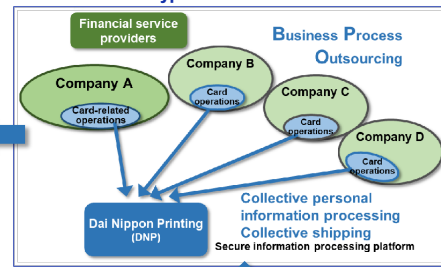 Financial service
providers
Business Process
Outsourcing
Company A
Card-related
operations
Company B
Card
operations
Company C
Card
operations
Company D
Card
operations
Dai Nippon Printing
(DNP)
Collective personal
information processing
Collective shipping
Secure information processing platform